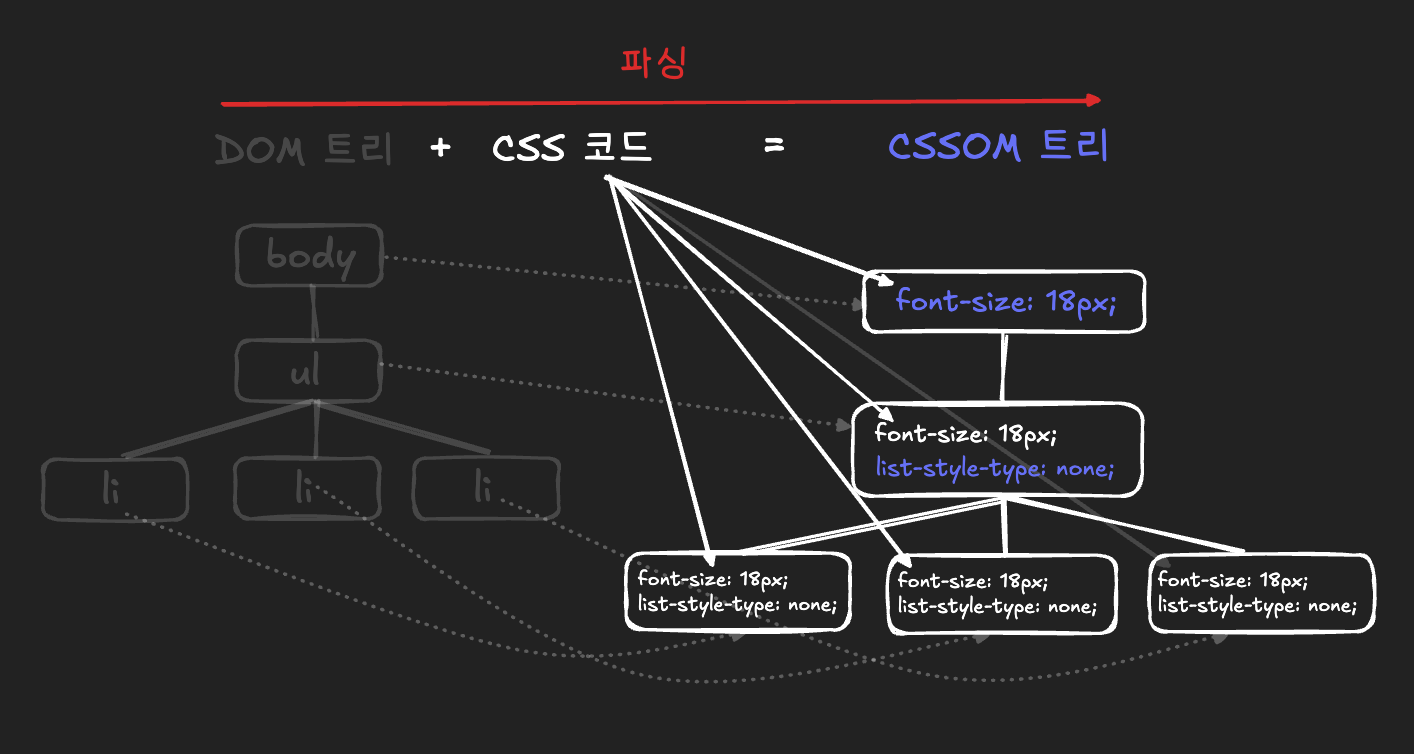 파싱
DOM 트리 + CSS 코드 = CSSOM 트리
body
font-size: 18px;
ul
font-size: 18px;
list-style-type: none;
li
li
li
font-size: 18px;
list-style-type: none;
font-size: 18px;
list-style-type: none;
font-size: 18px;
list-style-type: none;